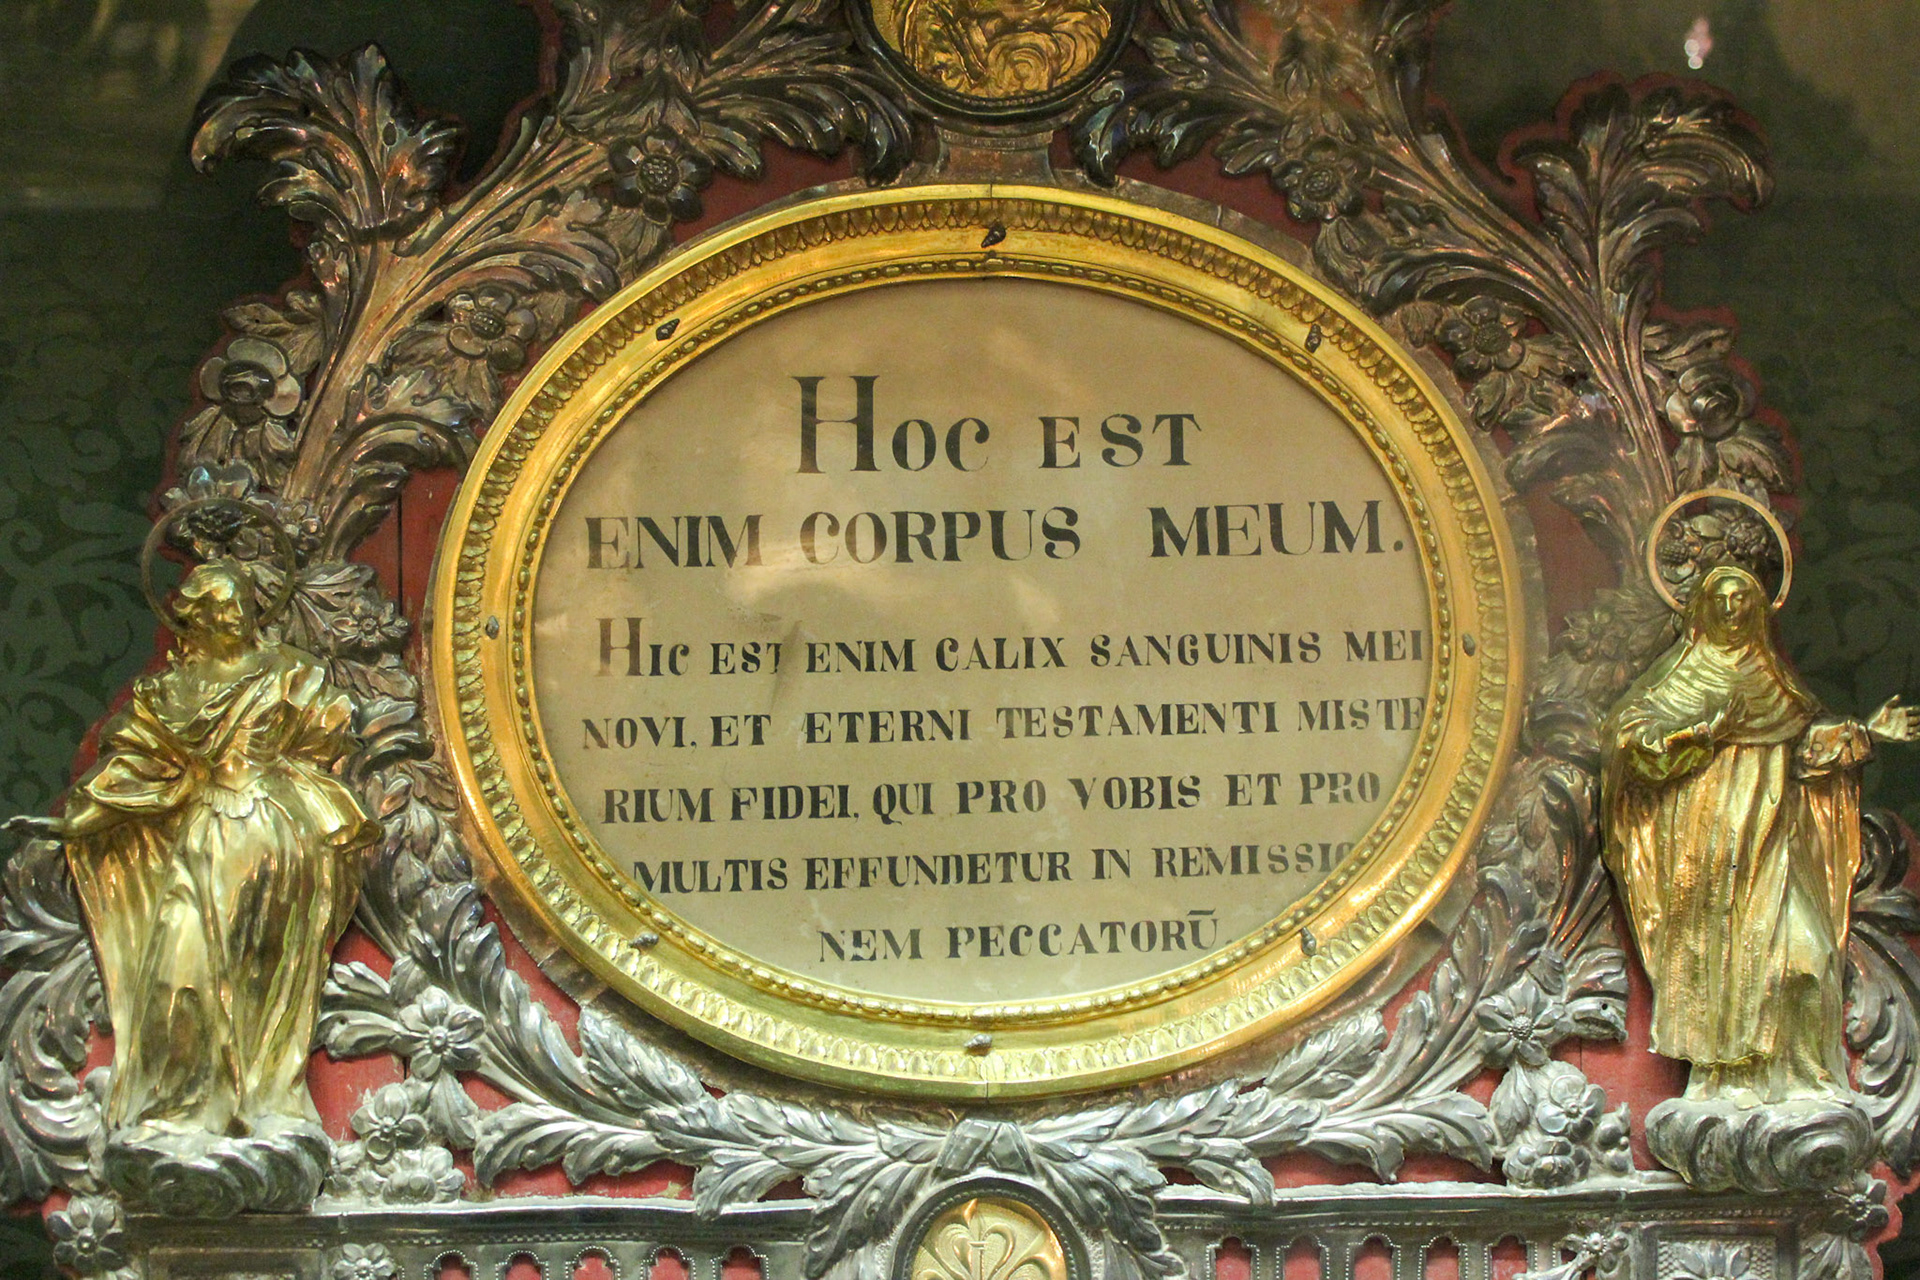 HOC EST
ENIM CORPUS MEUM.
HIC EST ENIM CALIX SANGUINIS MEI
NOVI, ET ÆTERNI TESTAMENTI MISTE
RIUM FIDEI, QUI PRO VOBIS ET PRO
MULTIS EFFUNDETUR IN REMISSIO
NEM PECCATORŪ.